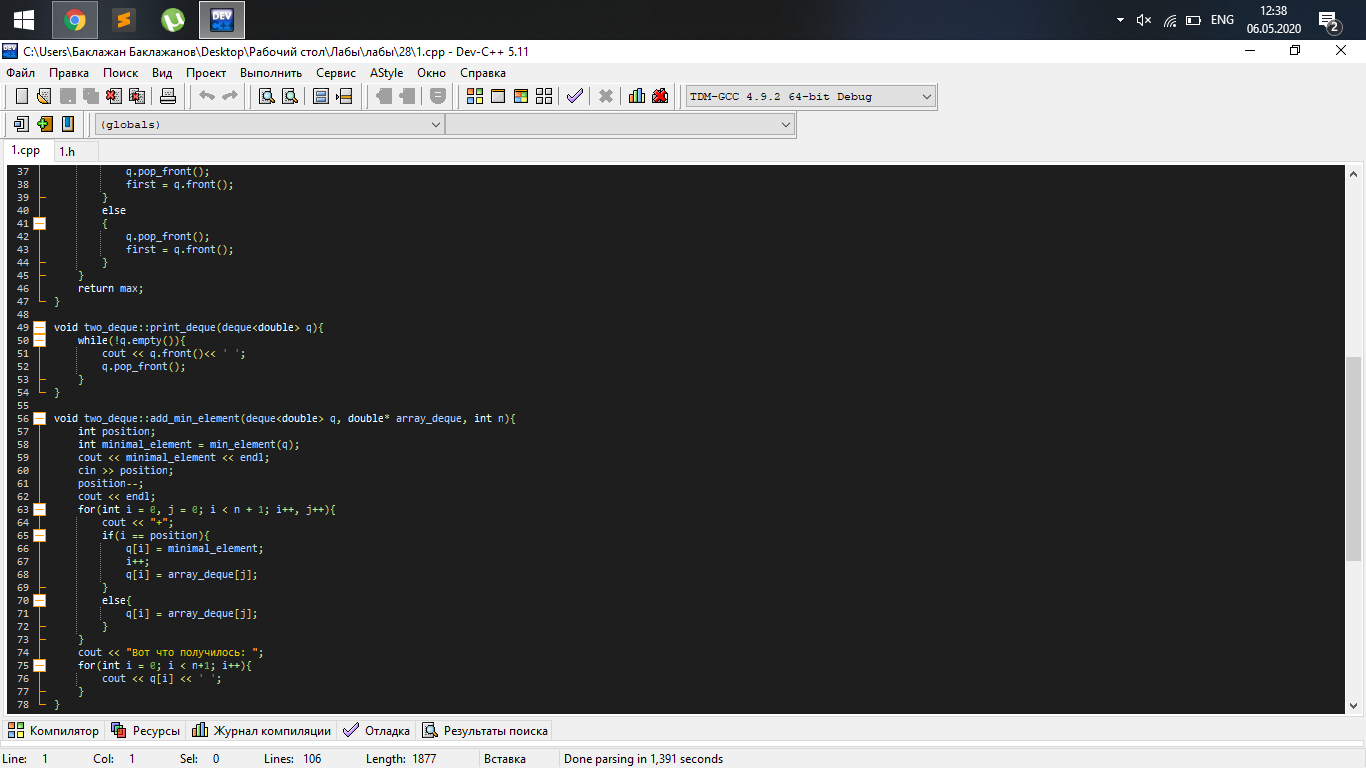 ENG
12:38
06.05.2020
2
DEV
C:\Users\Баклажан Баклажанов\Desktop\Рабочий стол\Лабы\лабы\28\1.cpp - Dev-C++ 5.11
Файл Правка Поиск Вид Проект Выполнить Сервис AStyle Окно Справка
TDM-GCC 4.9.2 64-bit Debug
(globals)
1.cpp 1.h
37 q.pop_front();
38 first = q.front();
39 }
40 else
41 {
42 q.pop_front();
43 first = q.front();
44 }
45 }
46 return max;
47 }
48
49 void two_deque::print_deque(deque<double> q){
50 while(!q.empty()){
51 cout << q.front()<< ' ';
52 q.pop_front();
53 }
54 }
55
56 void two_deque::add_min_element(deque<double> q, double* array_deque, int n){
57 int position;
58 int minimal_element = min_element(q);
59 cout << minimal_element << endl;
60 cin >> position;
61 position--;
62 cout << endl;
63 for(int i = 0, j = 0; i < n + 1; i++, j++){
64 cout << "+";
65 if(i == position){
66 q[i] = minimal_element;
67 i++;
68 q[i] = array_deque[j];
69 }
70 else{
71 q[i] = array_deque[j];
72 }
73 }
74 cout << "Вот что получилось: ";
75 for(int i = 0; i < n+1; i++){
76 cout << q[i] << ' ';
77 }
78 }
Компилятор Ресурсы Журнал компиляции Отладка Результаты поиска
Line: 1 Col: 1 Sel: 0 Lines: 106 Length: 1877 Вставка Done parsing in 1,391 seconds